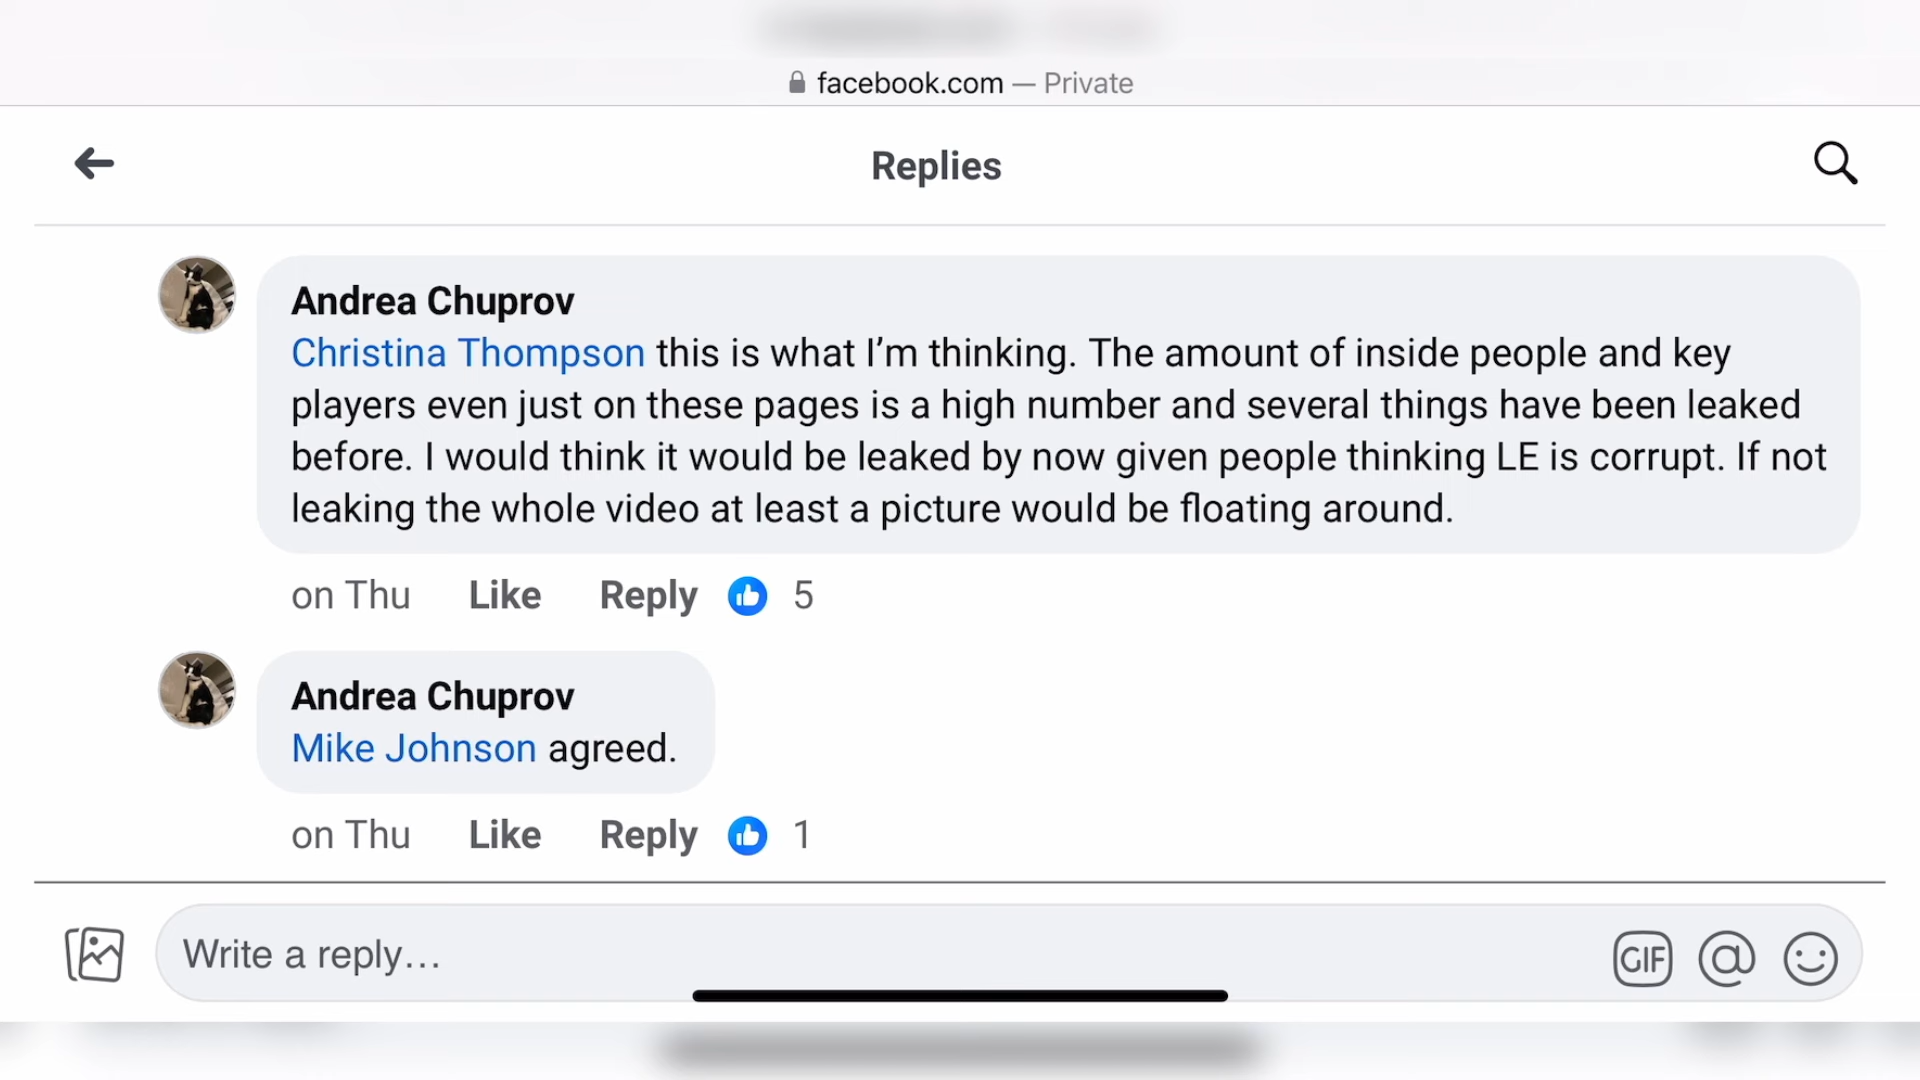 facebook.com — Private
Replies
Andrea Chuprov
Christina Thompson this is what I’m thinking. The amount of inside people and key
players even just on these pages is a high number and several things have been leaked
before. I would think it would be leaked by now given people thinking LE is corrupt. If not
leaking the whole video at least a picture would be floating around.
on Thu Like Reply 5
Andrea Chuprov
Mike Johnson agreed.
on Thu Like Reply 1
Write a reply…
GIF @